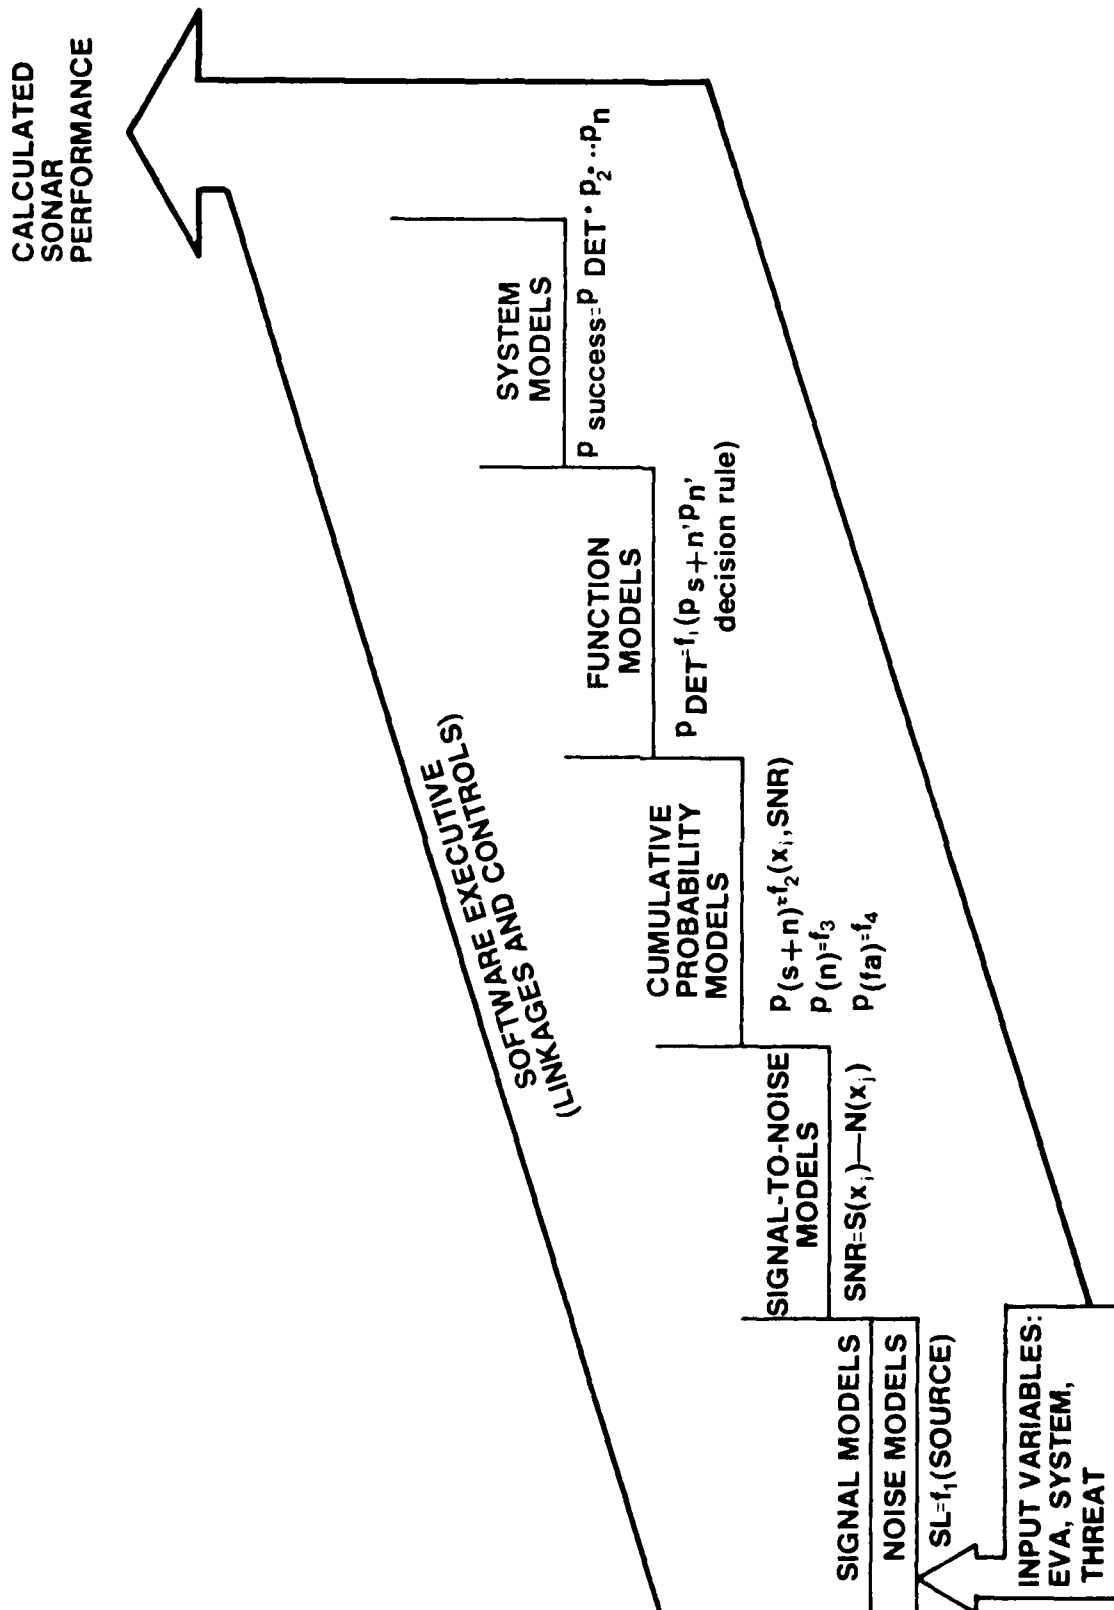 CALCULATED
SONAR
PERFORMANCE
SOFTWARE EXECUTIVE
(LINKAGES AND CONTROLS)
SYSTEM
MODELS
P success=P DET • P2 • ..Pn
FUNCTION
MODELS
P DET=f₁(P s+n, Pn,
decision rule)
CUMULATIVE
PROBABILITY
MODELS
P(s+n)=f2(xi,SNR)
P(n)=f3
P(fa)=f4
SIGNAL-TO-NOISE
MODELS
SNR=S(xi)—N(xj)
SIGNAL MODELS
NOISE MODELS
SL=f1(SOURCE)
INPUT VARIABLES:
EVA, SYSTEM,
THREAT